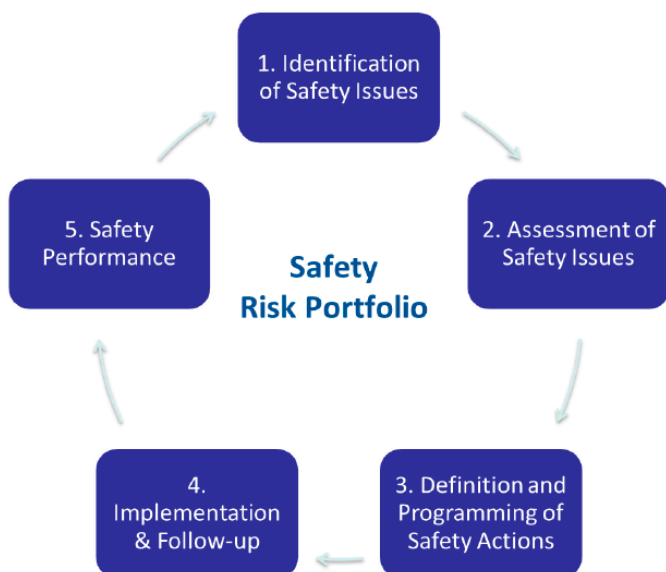 1. Identification
of Safety Issues
2. Assessment of
Safety Issues
3. Definition and
Programming of
Safety Actions
4.
Implementation
& Follow-up
5. Safety
Performance
Safety
Risk Portfolio